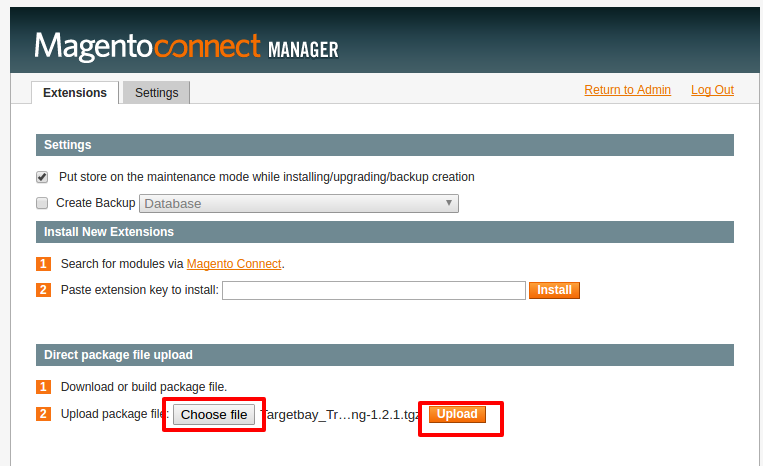 Magentoconnect MANAGER
Extensions Settings Return to Admin Log Out
Settings
Put store on the maintenance mode while installing/upgrading/backup creation
Create Backup Database
Install New Extensions
1 Search for modules via Magento Connect.
2 Paste extension key to install: Install
Direct package file upload
1 Download or build package file.
2 Upload package file: Choose file Targetbay_Tr...ng-1.2.1.tgz Upload